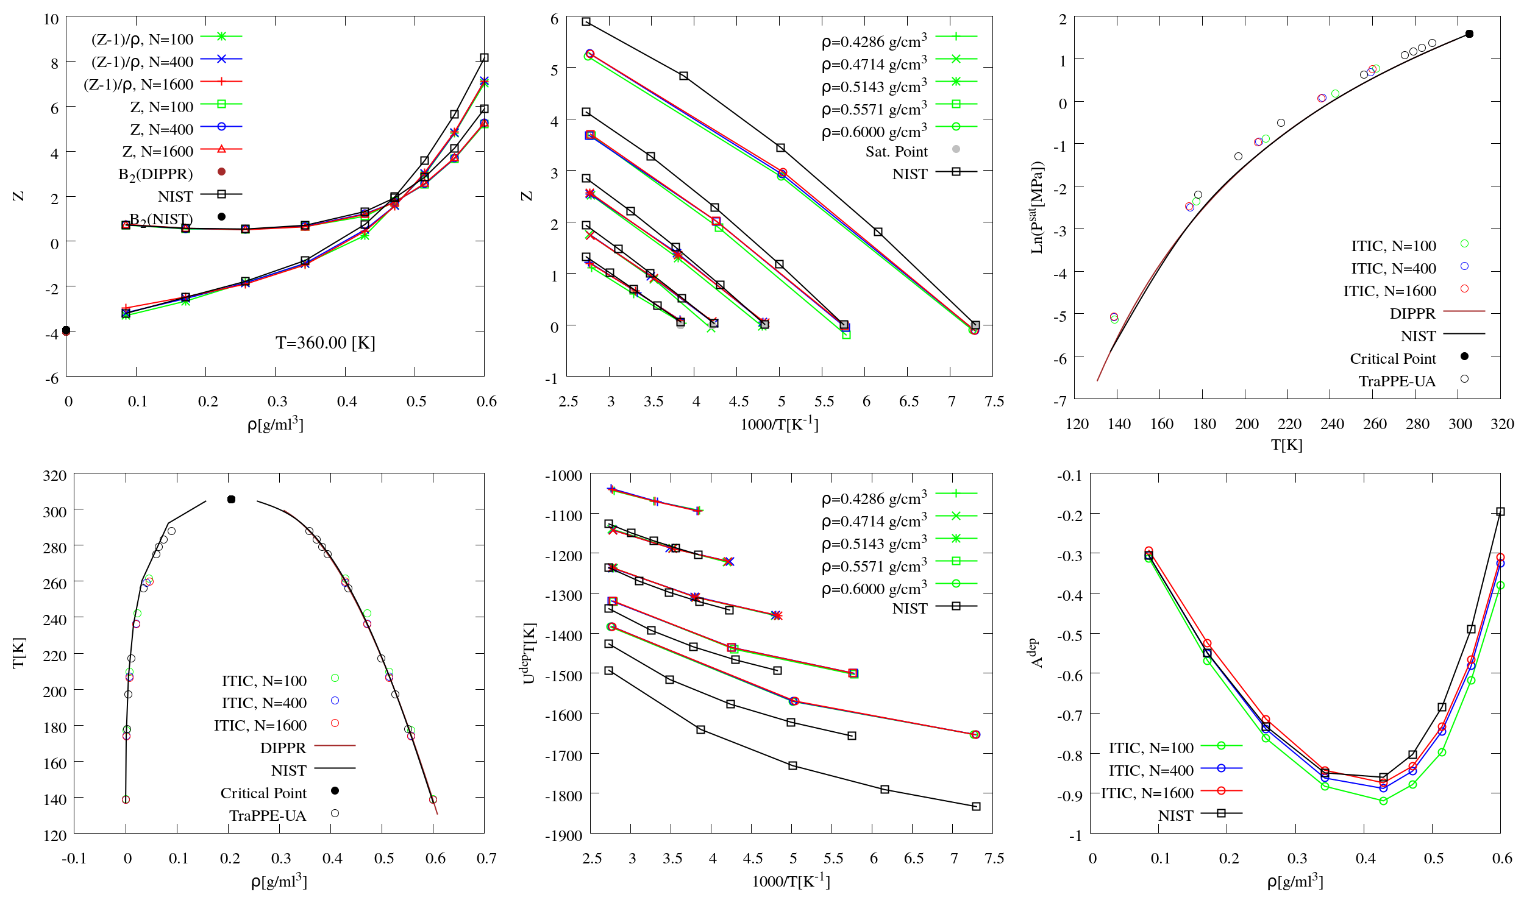 10
8
6
4
2
0
-2
-4
-6
Z
(Z-1)/ρ, N=100
(Z-1)/ρ, N=400
(Z-1)/ρ, N=1600
Z, N=100
Z, N=400
Z, N=1600
B2(DIPPR)
NIST
B2(NIST)
T=360.00 [K]
0 0.1 0.2 0.3 0.4 0.5 0.6
ρ[g/ml³]
6
5
4
3
2
1
0
-1
Z
ρ=0.4286 g/cm³
ρ=0.4714 g/cm³
ρ=0.5143 g/cm³
ρ=0.5571 g/cm³
ρ=0.6000 g/cm³
Sat. Point
NIST
2.5 3 3.5 4 4.5 5 5.5 6 6.5 7 7.5
1000/T[K⁻¹]
2
1
0
-1
-2
-3
-4
-5
-6
-7
Ln(Pˢᵃᵗ[MPa])
ITIC, N=100
ITIC, N=400
ITIC, N=1600
DIPPR
NIST
Critical Point
TraPPE-UA
120 140 160 180 200 220 240 260 280 300 320
T[K]
320
300
280
260
240
220
200
180
160
140
120
T[K]
ITIC, N=100
ITIC, N=400
ITIC, N=1600
DIPPR
NIST
Critical Point
TraPPE-UA
-0.1 0 0.1 0.2 0.3 0.4 0.5 0.6 0.7
ρ[g/ml³]
-1000
-1100
-1200
-1300
-1400
-1500
-1600
-1700
-1800
-1900
UᵈᵉᵖT[K]
ρ=0.4286 g/cm³
ρ=0.4714 g/cm³
ρ=0.5143 g/cm³
ρ=0.5571 g/cm³
ρ=0.6000 g/cm³
NIST
2.5 3 3.5 4 4.5 5 5.5 6 6.5 7 7.5
1000/T[K⁻¹]
-0.1
-0.2
-0.3
-0.4
-0.5
-0.6
-0.7
-0.8
-0.9
-1
Aᵈᵉᵖ
ITIC, N=100
ITIC, N=400
ITIC, N=1600
NIST
0 0.1 0.2 0.3 0.4 0.5 0.6
ρ[g/ml³]